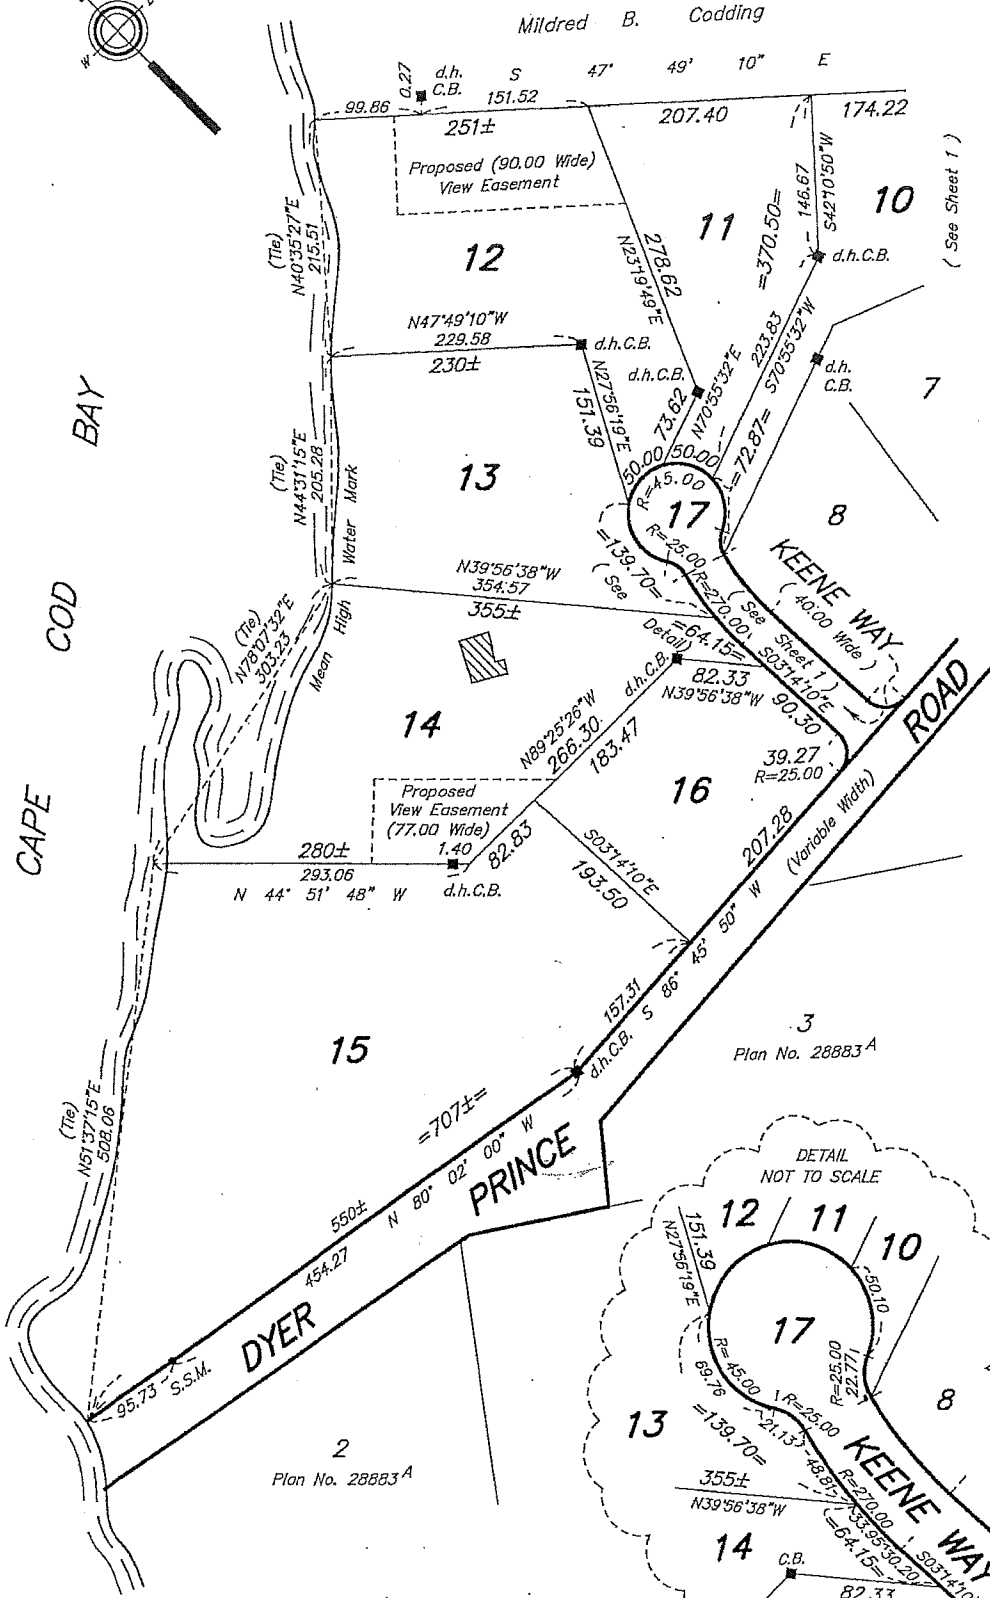 Mildred B. Codding
S 47° 49' 10" E
W
0.27
d.h.
C.B.
99.86
151.52
251±
207.40
174.22
Proposed (90.00 Wide)
View Easement
(Tie)
N40°35'27"E
215.51
12
11
10
146.67
S42°10'50"W
( See Sheet 1 )
=370.50=
278.62
N23°19'49"E
d.h.C.B.
N47°49'10"W
229.58
230±
d.h.C.B.
N27°56'19"E
151.39
d.h.C.B.
73.62
N70°55'32"E
223.83
S70°55'32"W
d.h.
C.B.
7
=72.87=
BAY
COD
CAPE
(Tie)
N44°31'15"E
205.28
Mean High Water Mark
13
50.00
50.00
R=45.00
17
8
R=25.00
=139.70=
( See Detail)
R=270.00
( See Sheet 1 )
KEENE WAY
( 40.00 Wide )
N39°56'38"W
354.57
355±
=64.15=
S03°14'10"E
90.30
(Tie)
N78°07'32"E
303.23
d.h.C.B.
82.33
N39°56'38"W
14
N89°25'26"W
266.30
183.47
39.27
R=25.00
ROAD
16
Proposed
View Easement
(77.00 Wide)
280±
293.06
N 44° 51' 48" W
1.40
d.h.C.B.
82.83
S03°14'10"E
193.50
207.28
(Variable Width)
S 86° 45' 50" W
157.31
d.h.C.B.
15
3
Plan No. 28883 A
(Tie)
N51°37'15"E
508.06
=707±=
550±
N 80° 02' 00" W
454.27
PRINCE
DYER
95.73
S.S.M.
2
Plan No. 28883 A
DETAIL
NOT TO SCALE
12
11
10
151.39
N27°56'19"E
50.10
17
R=45.00
69.76
R=25.00
22.77
R=25.00
21.13
8
13
=139.70=
48.81
KEENE WAY
355±
N39°56'38"W
R=270.00
33.95
30.20
=64.15=
S03°14'10"
14
C.B.
82.33